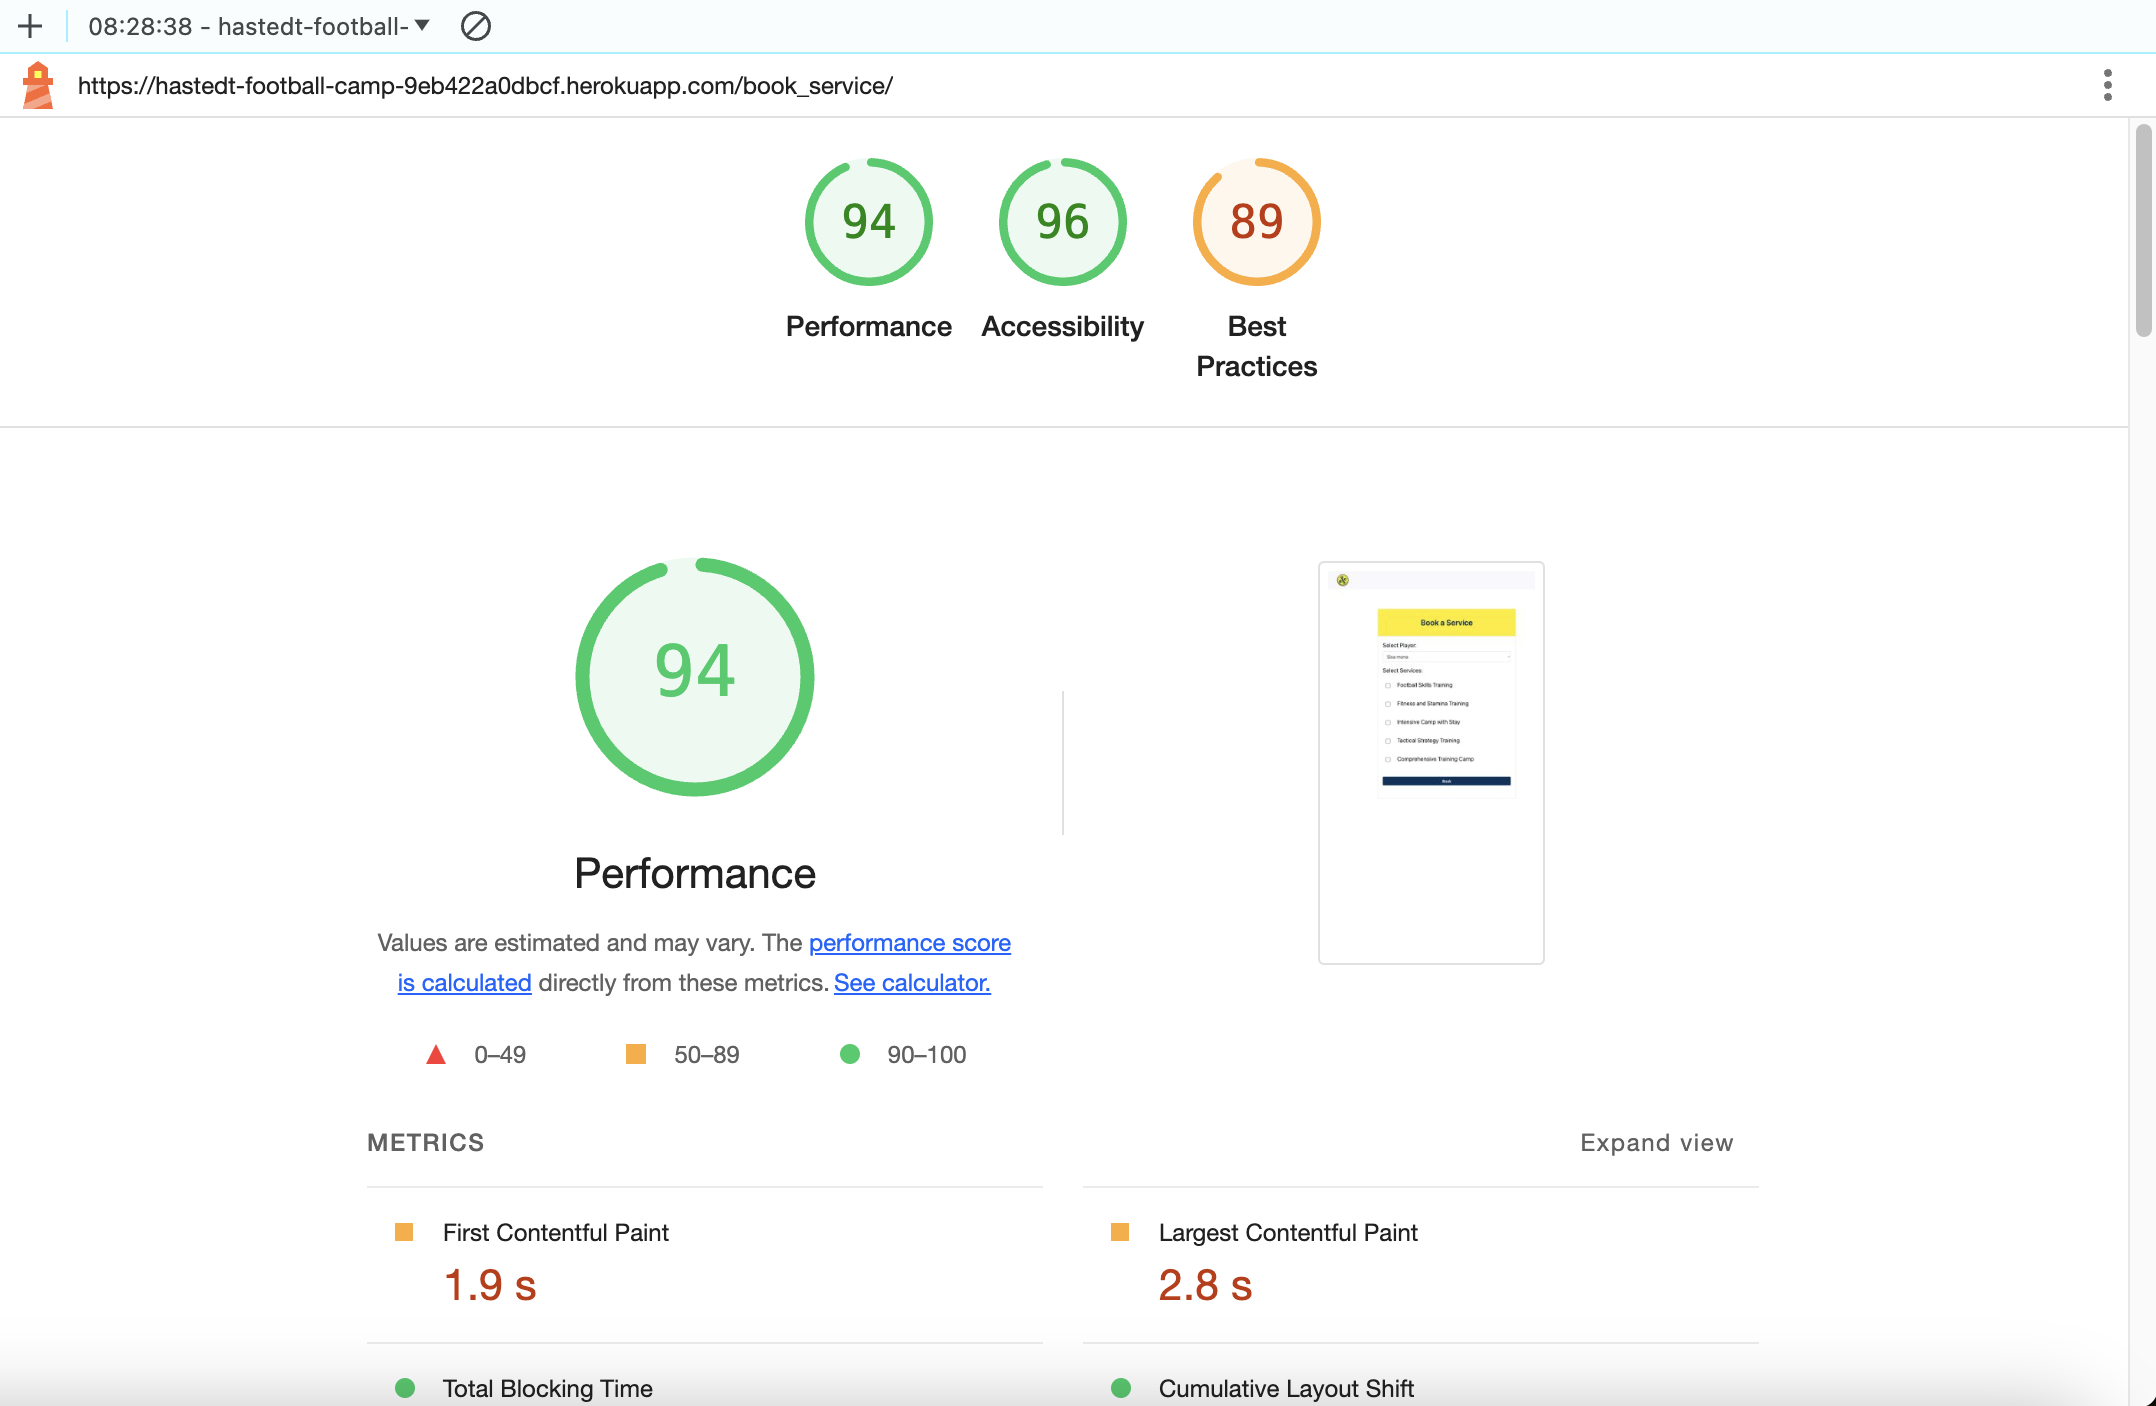 08:28:38 - hastedt-football-
https://hastedt-football-camp-9eb422a0dbcf.herokuapp.com/book_service/
94
96
89
Performance
Accessibility
Best
Practices
94
Performance
Values are estimated and may vary. The performance score
is calculated directly from these metrics. See calculator.
0–49
50–89
90–100
Book a Service
Select Player:
Select Services:
Football Skills Training
Fitness and Stamina Training
Intensive Camp with Stay
Tactical Strategy Training
Comprehensive Training Camp
Book
METRICS
Expand view
First Contentful Paint
1.9 s
Largest Contentful Paint
2.8 s
Total Blocking Time
Cumulative Layout Shift